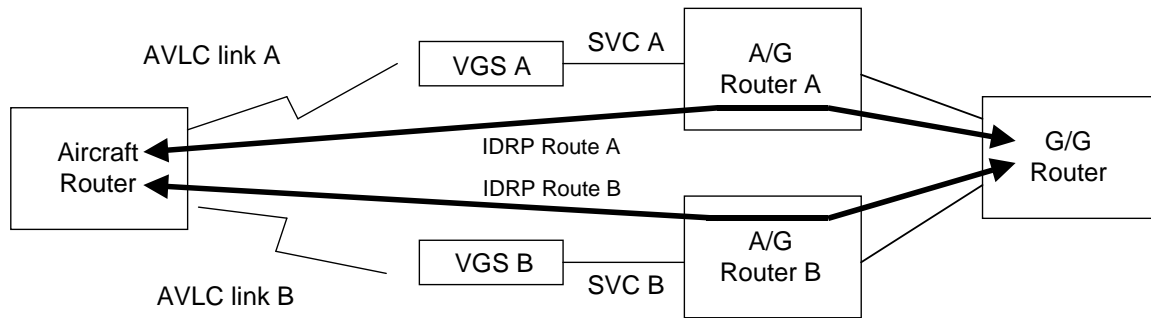 AVLC link A
VGS A
SVC A
A/G
Router A
Aircraft
Router
IDRP Route A
IDRP Route B
G/G
Router
AVLC link B
VGS B
SVC B
A/G
Router B